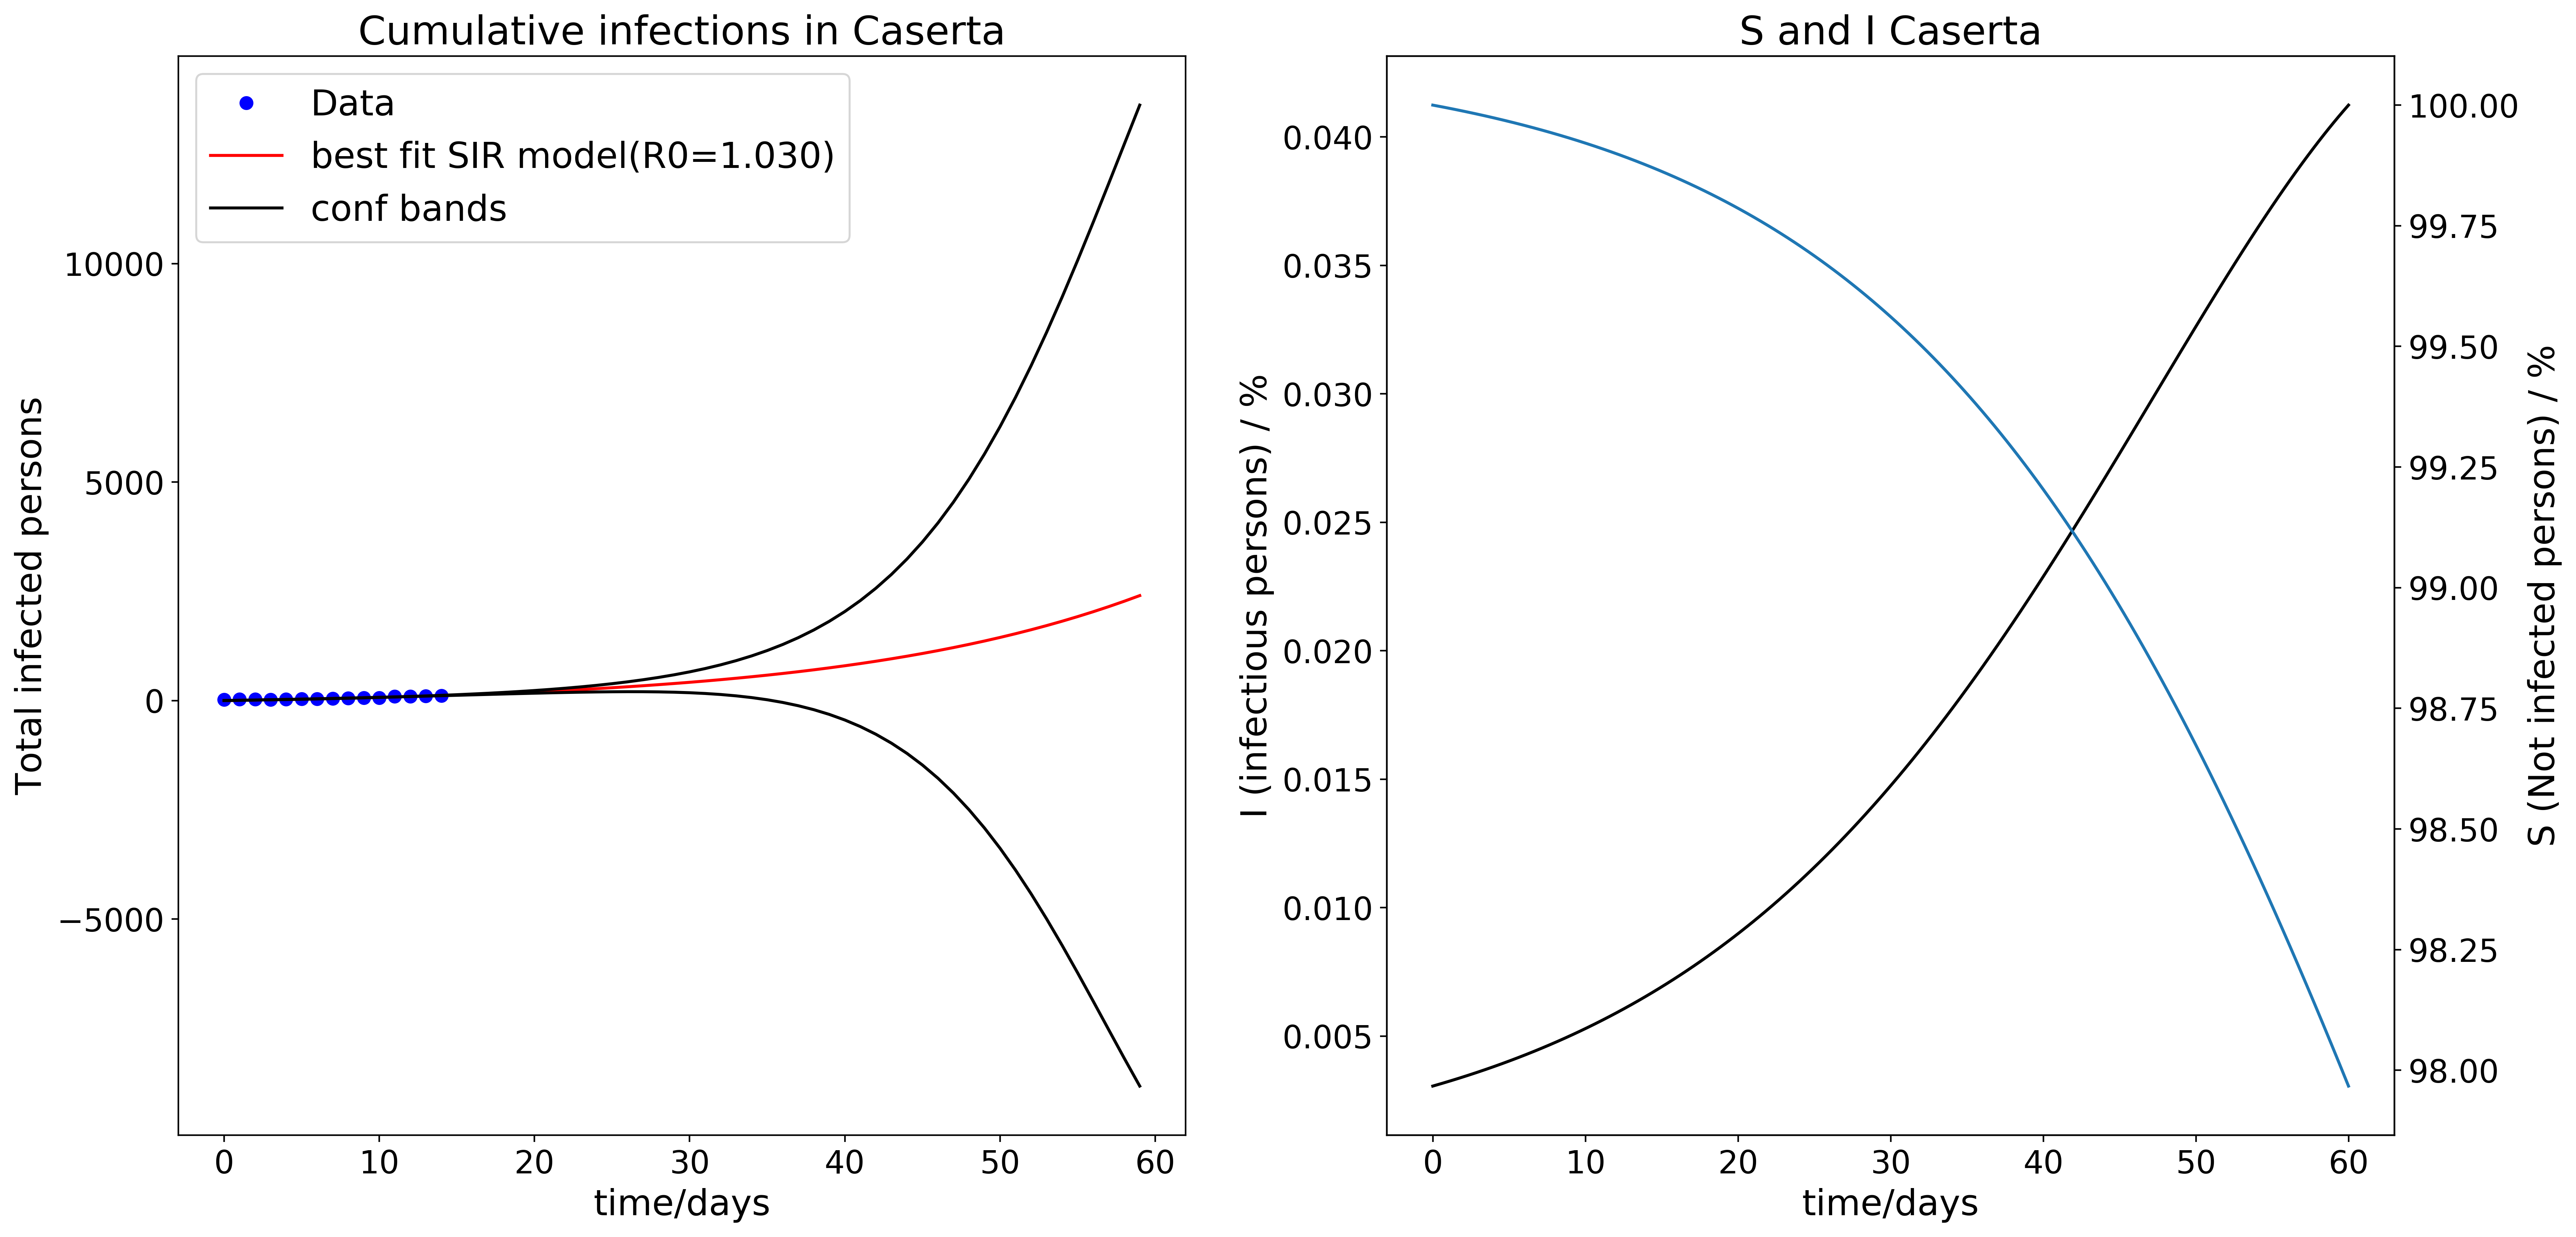 Cumulative infections in Caserta
Data
best fit SIR model(R0=1.030)
conf bands
Total infected persons
10000
5000
0
−5000
0 10 20 30 40 50 60
time/days
S and I Caserta
I (infectious persons) / %
0.040
0.035
0.030
0.025
0.020
0.015
0.010
0.005
100.00
99.75
99.50
99.25
99.00
98.75
98.50
98.25
98.00
S (Not infected persons) / %
0 10 20 30 40 50 60
time/days